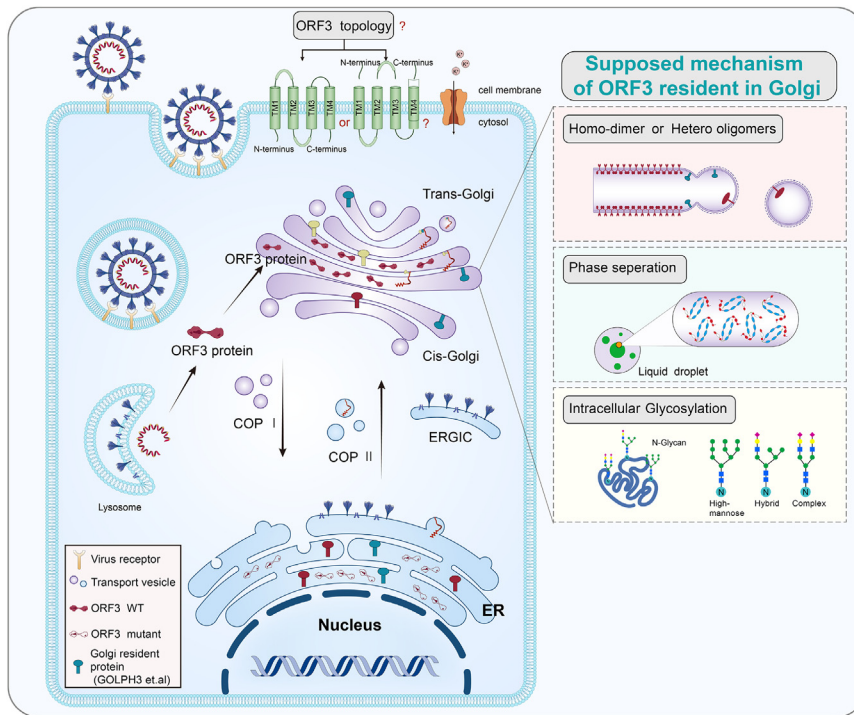 ORF3 topology ?
N-terminus C-terminus
K⁺
K⁺
K⁺
TM1
TM2
TM3
TM4
or
TM1
TM2
TM3
TM4
?
N-terminus C-terminus
cell membrane
cytosol
Supposed mechanism
of ORF3 resident in Golgi
Homo-dimer or Hetero oligomers
Phase seperation
Liquid droplet
Intracellular Glycosylation
N-Glycan
N
N
N
High-
mannose
Hybrid
Complex
Trans-Golgi
ORF3 protein
Cis-Golgi
ORF3 protein
COP Ⅰ
COP Ⅱ
ERGIC
Lysosome
ER
Nucleus
Virus receptor
Transport vesicle
ORF3 WT
ORF3 mutant
Golgi resident
protein
(GOLPH3 et.al)